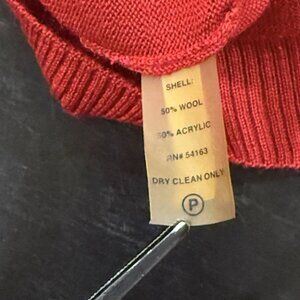 SHELL:
50% WOOL
50% ACRYLIC
RN# 54163
DRY CLEAN ONLY
P